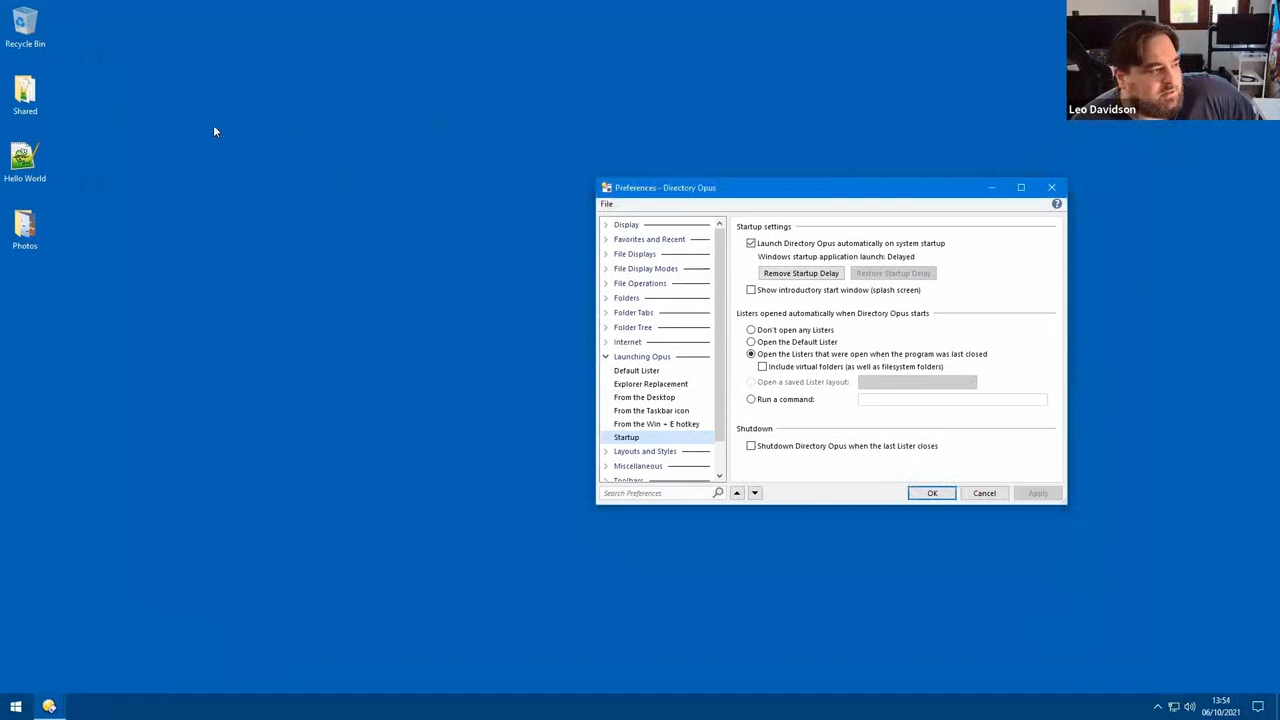 Recycle Bin
Shared
Hello World
Photos
Leo Davidson
Preferences - Directory Opus
File
Display
Favorites and Recent
File Displays
File Display Modes
File Operations
Folders
Folder Tabs
Folder Tree
Internet
Launching Opus
Default Lister
Explorer Replacement
From the Desktop
From the Taskbar icon
From the Win + E hotkey
Startup
Layouts and Styles
Miscellaneous
Toolbars
Search Preferences
Startup settings
Launch Directory Opus automatically on system startup
Windows startup application launch: Delayed
Remove Startup Delay
Restore Startup Delay
Show introductory start window (splash screen)
Listers opened automatically when Directory Opus starts
Don't open any Listers
Open the Default Lister
Open the Listers that were open when the program was last closed
Include virtual folders (as well as filesystem folders)
Open a saved Lister layout:
Run a command:
Shutdown
Shutdown Directory Opus when the last Lister closes
OK
Cancel
Apply
13:54
06/10/2021